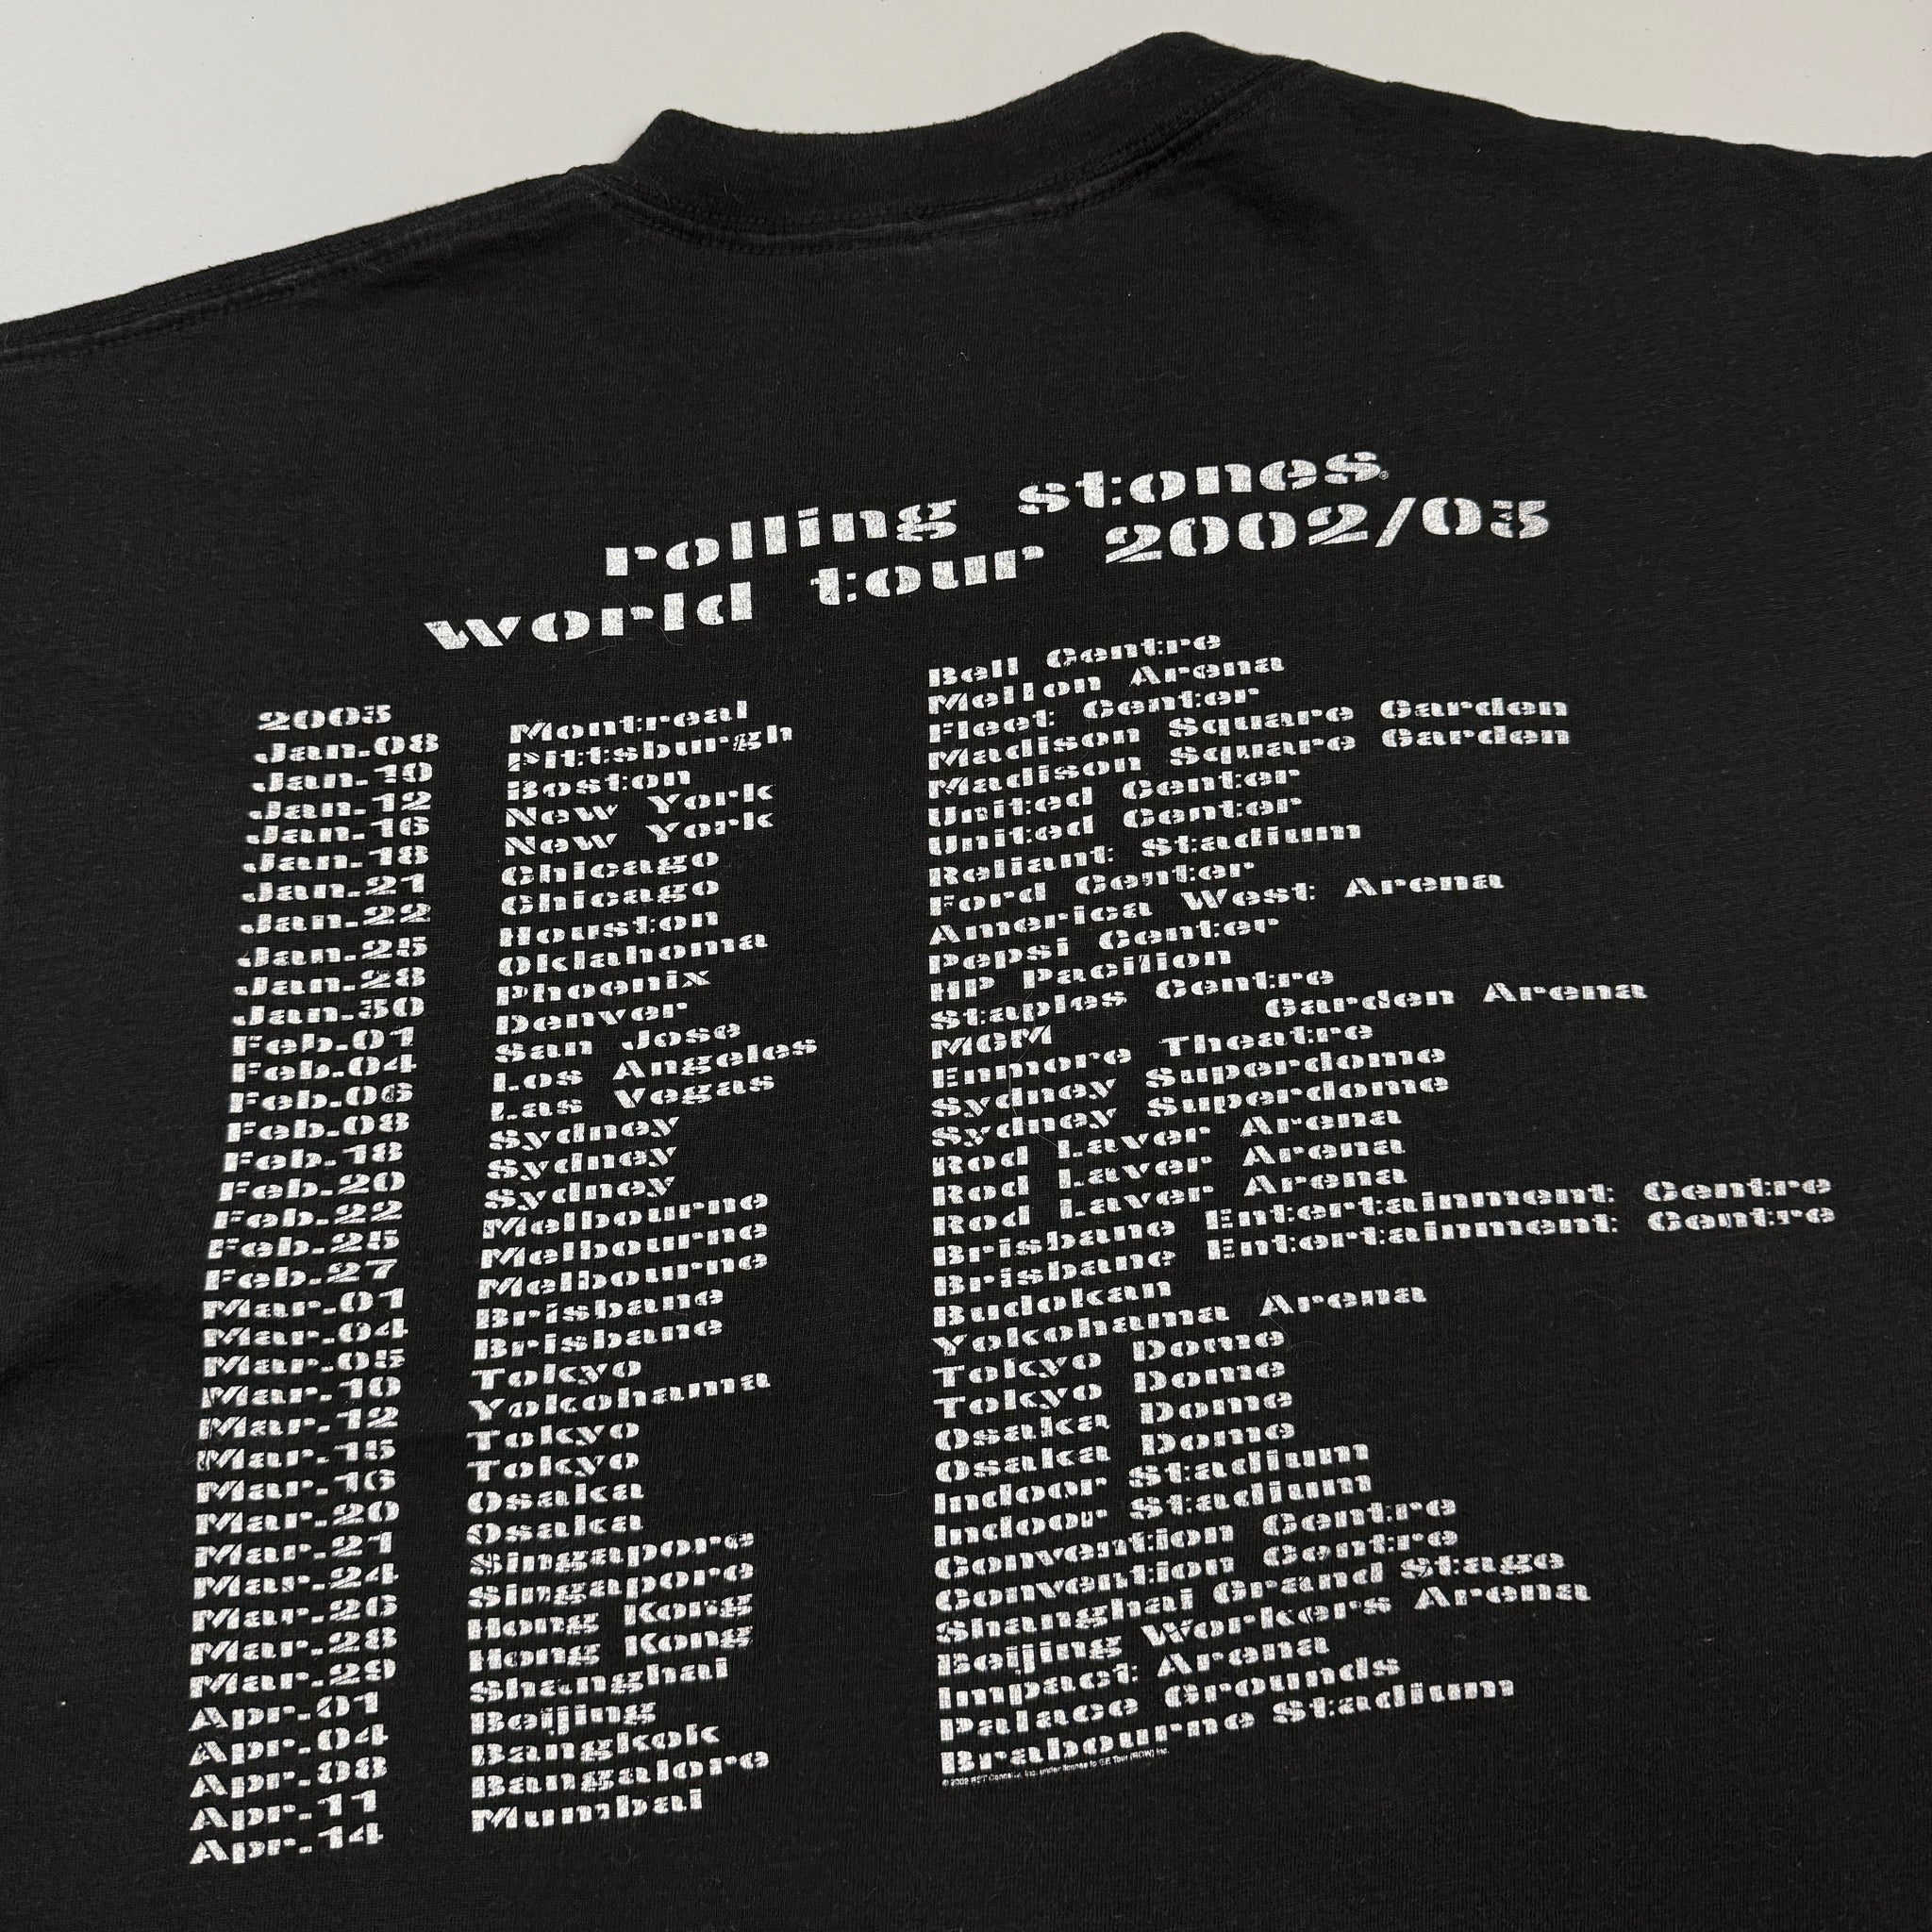 rolling stones®
world tour 2002/03
2003
Jan.08 Montreal Bell Centre
Jan.10 Pittsburgh Mellon Arena
Jan.12 Boston Fleet Center
Jan.16 New York Madison Square Garden
Jan.18 New York Madison Square Garden
Jan.21 Chicago United Center
Jan.22 Chicago United Center
Jan.25 Houston Reliant Stadium
Jan.28 Oklahoma Ford Center
Jan.30 Phoenix America West Arena
Feb.01 Denver Pepsi Center
Feb.04 San Jose HP Pacilion
Feb.06 Los Angeles Staples Centre
Feb.08 Las Vegas MGM Garden Arena
Feb.18 Sydney Enmore Theatre
Feb.20 Sydney Sydney Superdome
Feb.22 Sydney Sydney Superdome
Feb.25 Melbourne Rod Laver Arena
Feb.27 Melbourne Rod Laver Arena
Mar.01 Melbourne Rod Laver Arena
Mar.04 Brisbane Brisbane Entertainment Centre
Mar.05 Brisbane Brisbane Entertainment Centre
Mar.10 Tokyo Budokan
Mar.12 Yokohama Yokohama Arena
Mar.15 Tokyo Tokyo Dome
Mar.16 Tokyo Tokyo Dome
Mar.20 Osaka Osaka Dome
Mar.21 Osaka Osaka Dome
Mar.24 Singapore Indoor Stadium
Mar.26 Singapore Indoor Stadium
Mar.28 Hong Kong Convention Centre
Mar.29 Hong Kong Convention Centre
Apr.01 Shanghai Shanghai Grand Stage
Apr.04 Beijing Beijing Workers Arena
Apr.08 Bangkok Impact Arena
Apr.11 Bangalore Palace Grounds
Apr.14 Mumbai Brabourne Stadium
Inc. under license to Tour (ROW) Inc.